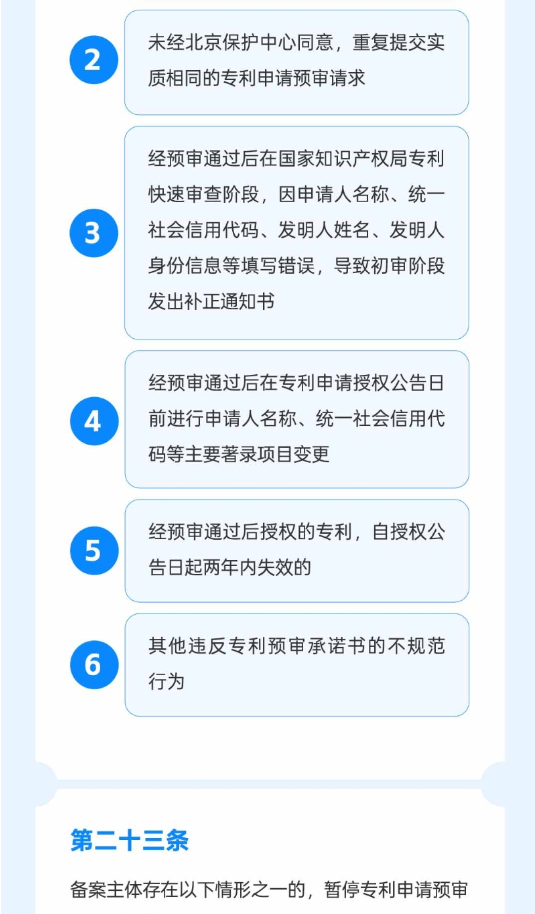 2
未经北京保护中心同意，重复提交实
质相同的专利申请预审请求
3
经预审通过后在国家知识产权局专利
快速审查阶段，因申请人名称、统一
社会信用代码、发明人姓名、发明人
身份信息等填写错误，导致初审阶段
发出补正通知书
4
经预审通过后在专利申请授权公告日
前进行申请人名称、统一社会信用代
码等主要著录项目变更
5
经预审通过后授权的专利，自授权公
告日起两年内失效的
6
其他违反专利预审承诺书的不规范
行为
第二十三条
备案主体存在以下情形之一的，暂停专利申请预审